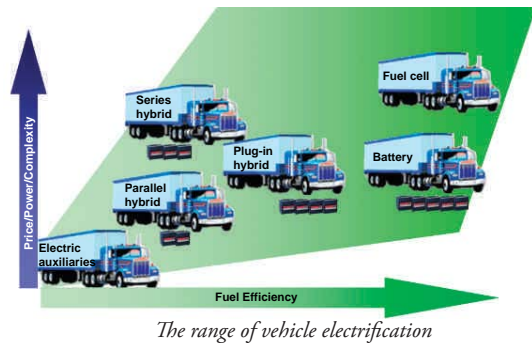 Fuel cell
Series
hybrid
Plug-in
hybrid
Battery
Parallel
hybrid
Electric
auxiliaries
Price/Power/Complexity
Fuel Efficiency
The range of vehicle electrification